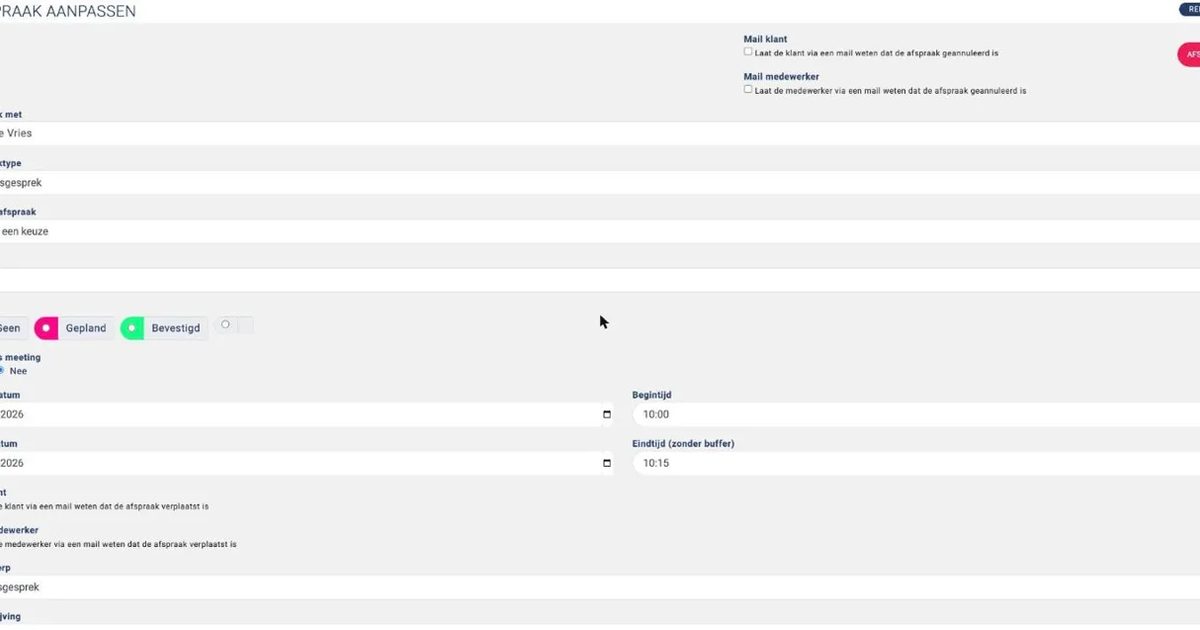 PRAAK AANPASSEN
RE
Mail klant
Laat de klant via een mail weten dat de afspraak geannuleerd is
AFS
Mail medewerker
Laat de medewerker via een mail weten dat de afspraak geannuleerd is
k met
e Vries
ktype
sgesprek
afspraak
een keuze
Geen
Gepland
Bevestigd
s meeting
Nee
atum
Begintijd
2026
10:00
tum
Eindtijd (zonder buffer)
2026
10:15
nt
e klant via een mail weten dat de afspraak verplaatst is
dewerker
e medewerker via een mail weten dat de afspraak verplaatst is
erp
sgesprek
jving